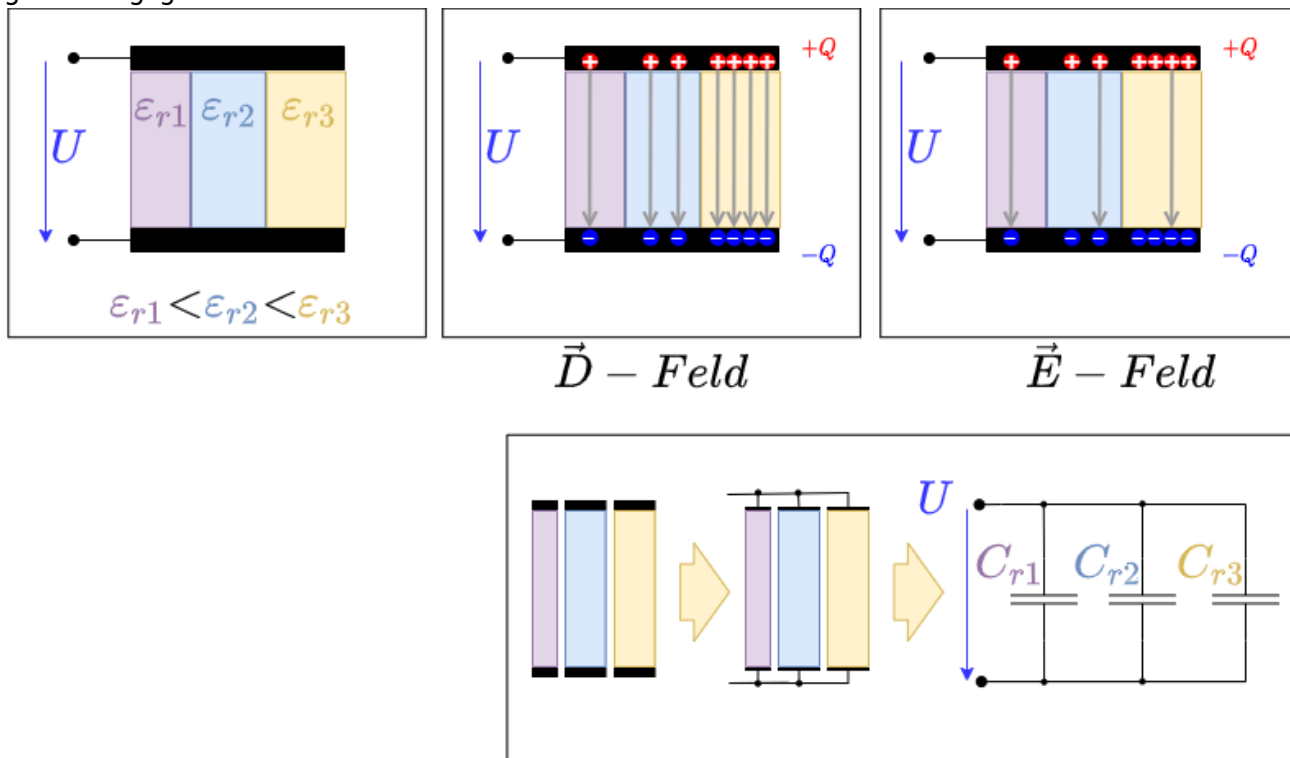 U
εr1 εr2 εr3
εr1<εr2<εr3
U
+Q
−Q
D⃗ − Feld
U
+Q
−Q
E⃗ − Feld
U
Cr1 Cr2 Cr3